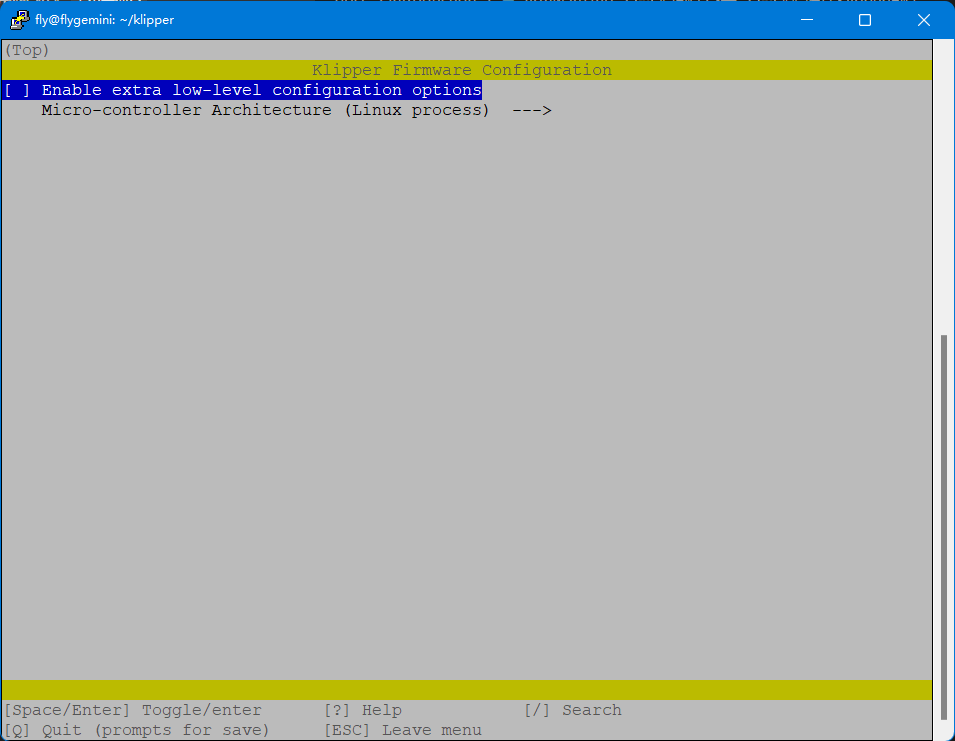 fly@flygemini: ~/klipper
(Top)
Klipper Firmware Configuration
[ ] Enable extra low-level configuration options
Micro-controller Architecture (Linux process) --->
[Space/Enter] Toggle/enter [?] Help [/] Search
[Q] Quit (prompts for save) [ESC] Leave menu